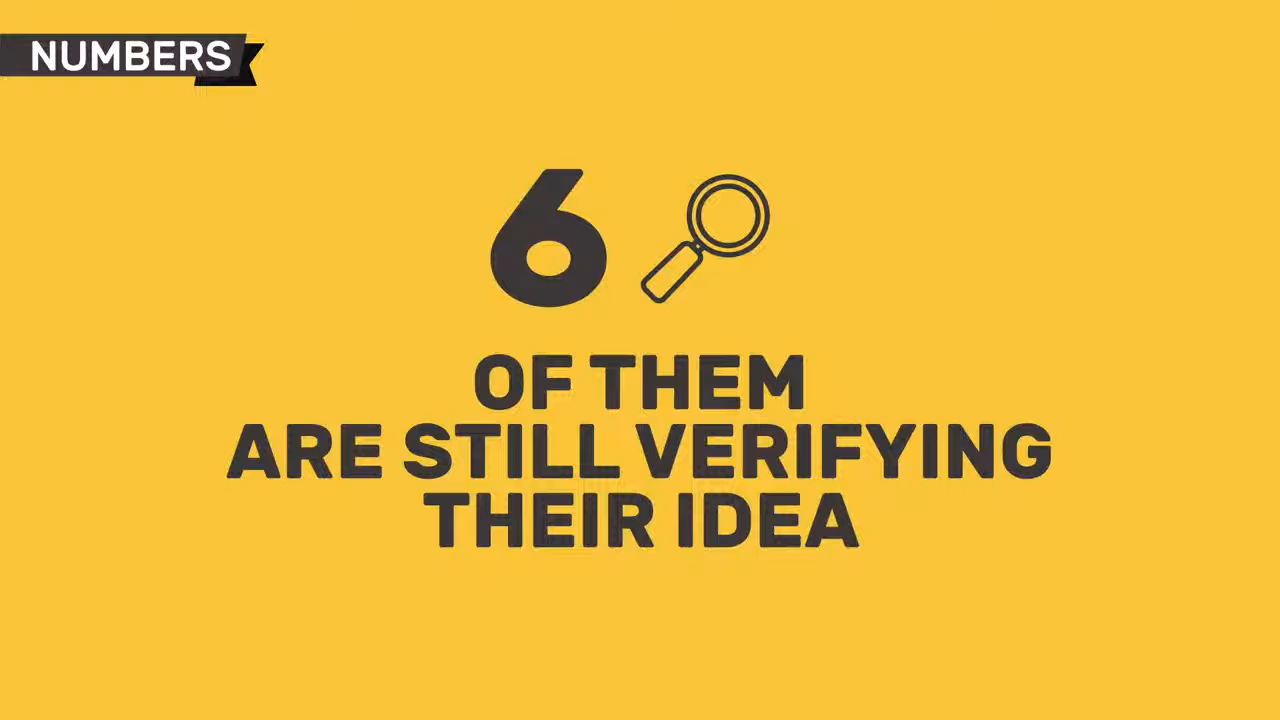 NUMBERS
6
OF THEM
ARE STILL VERIFYING
THEIR IDEA